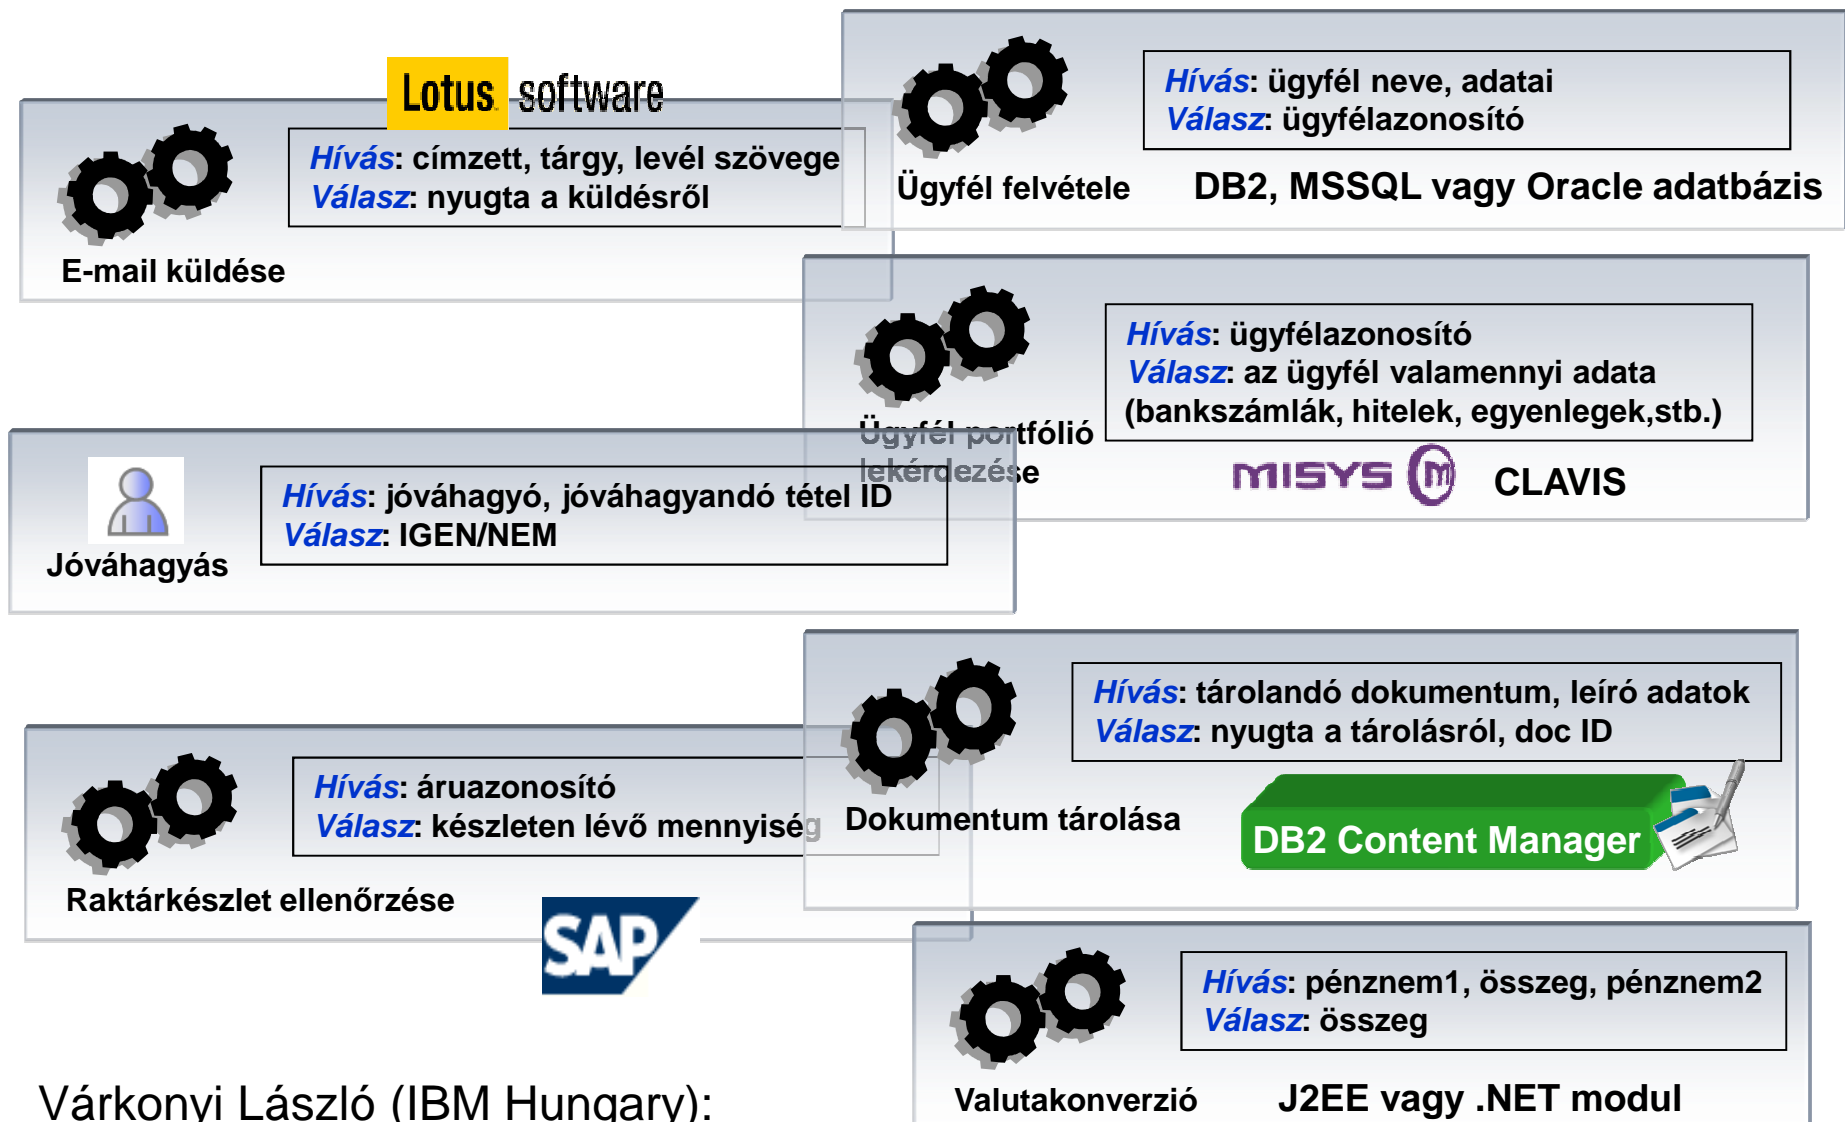 Lotus software
Hívás: címzett, tárgy, levél szövege
Válasz: nyugta a küldésről
E-mail küldése
Hívás: ügyfél neve, adatai
Válasz: ügyfélazonosító
Ügyfél felvétele
DB2, MSSQL vagy Oracle adatbázis
Hívás: ügyfélazonosító
Válasz: az ügyfél valamennyi adata
(bankszámlák, hitelek, egyenlegek,stb.)
Ügyfél portfólió
lekérdezése
MISYS m CLAVIS
Hívás: jóváhagyó, jóváhagyandó tétel ID
Válasz: IGEN/NEM
Jóváhagyás
Hívás: tárolandó dokumentum, leíró adatok
Válasz: nyugta a tárolásról, doc ID
Dokumentum tárolása
DB2 Content Manager
Hívás: áruazonosító
Válasz: készleten lévő mennyiség
Raktárkészlet ellenőrzése
SAP
Hívás: pénznem1, összeg, pénznem2
Válasz: összeg
Valutakonverzió
J2EE vagy .NET modul
Várkonyi László (IBM Hungary):